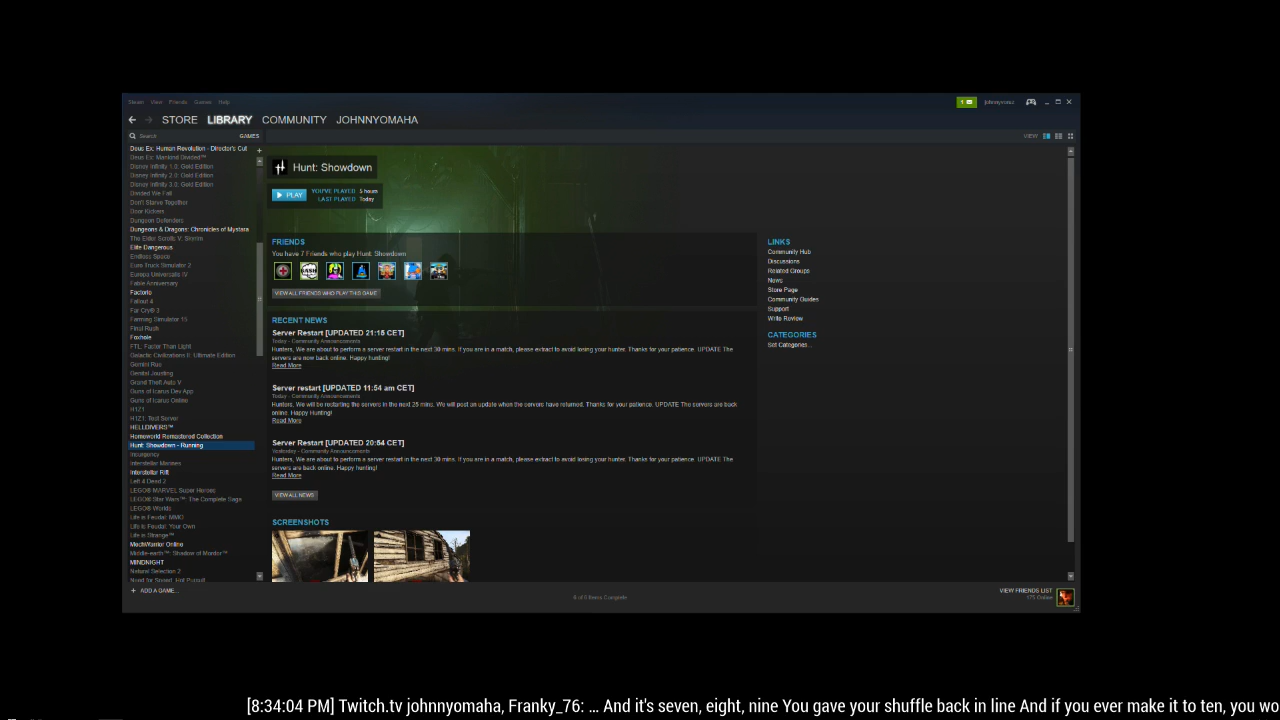 Steam View Friends Games Help
1
johnnyomaha
STORE LIBRARY COMMUNITY JOHNNYOMAHA
Search GAMES
VIEW
Deus Ex: Human Revolution - Director's Cut
Deus Ex: Mankind Divided™
Disney Infinity 1.0: Gold Edition
Disney Infinity 2.0: Gold Edition
Disney Infinity 3.0: Gold Edition
Divided We Fall
Don't Starve Together
Door Kickers
Dungeon Defenders
Dungeons & Dragons: Chronicles of Mystara
The Elder Scrolls V: Skyrim
Elite Dangerous
Endless Space
Euro Truck Simulator 2
Europa Universalis IV
Fable Anniversary
Factorio
Fallout 4
Far Cry® 3
Farming Simulator 15
Final Rush
Foxhole
FTL: Faster Than Light
Galactic Civilizations II: Ultimate Edition
Gemini Rue
Genital Jousting
Grand Theft Auto V
Guns of Icarus Dev App
Guns of Icarus Online
H1Z1
H1Z1: Test Server
HELLDIVERS™
Homeworld Remastered Collection
Hunt: Showdown - Running
Insurgency
Interstellar Marines
Interstellar Rift
Left 4 Dead 2
LEGO® MARVEL Super Heroes
LEGO® Star Wars™: The Complete Saga
LEGO® Worlds
Life is Feudal: MMO
Life is Feudal: Your Own
Life is Strange™
MechWarrior Online
Middle-earth™: Shadow of Mordor™
MINDNIGHT
Natural Selection 2
Need for Speed: Hot Pursuit
+ ADD A GAME...
Hunt: Showdown
PLAY
YOU'VE PLAYED 5 hours
LAST PLAYED Today
FRIENDS
You have 7 Friends who play Hunt: Showdown
VIEW ALL FRIENDS WHO PLAY THIS GAME
RECENT NEWS
Server Restart [UPDATED 21:15 CET]
Today - Community Announcements
Hunters, We are about to perform a server restart in the next 30 mins. If you are in a match, please extract to avoid losing your hunter. Thanks for your patience. UPDATE The
servers are now back online. Happy hunting!
Read More
Server restart [UPDATED 11:54 am CET]
Today - Community Announcements
Hunters, We will be restarting the servers in the next 25 mins. We will post an update when the servers have returned. Thanks for your patience. UPDATE The servers are back
online. Happy Hunting!
Read More
Server Restart [UPDATED 20:54 CET]
Yesterday - Community Announcements
Hunters, We are about to perform a server restart in the next 30 mins. If you are in a match, please extract to avoid losing your hunter. Thanks for your patience. UPDATE The
servers are back online. Happy hunting!
Read More
VIEW ALL NEWS
SCREENSHOTS
LINKS
Community Hub
Discussions
Related Groups
News
Store Page
Community Guides
Support
Write Review
CATEGORIES
Set Categories...
VIEW FRIENDS LIST
175 Online
[8:34:04 PM] Twitch.tv johnnyomaha, Franky_76: ... And it's seven, eight, nine You gave your shuffle back in line And if you ever make it to ten, you wo